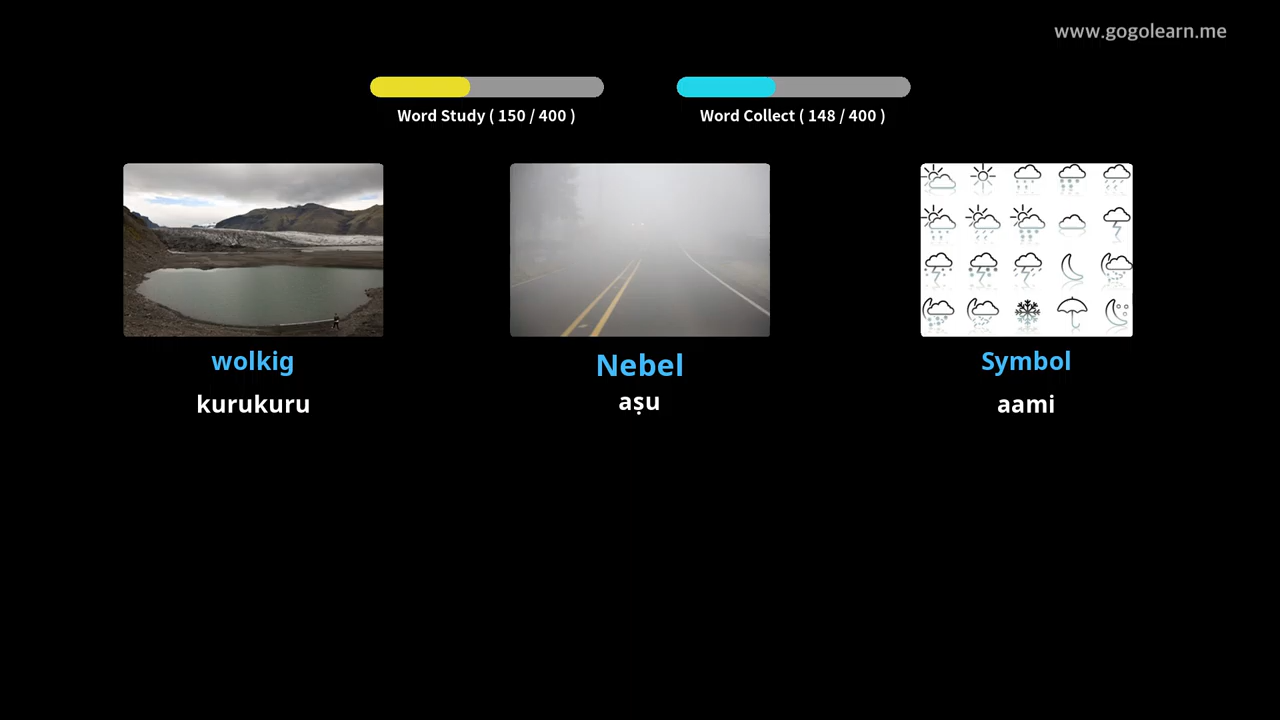 www.gogolearn.me
Word Study ( 150 / 400 )
Word Collect ( 148 / 400 )
wolkig
Nebel
Symbol
kurukuru
aṣu
aami